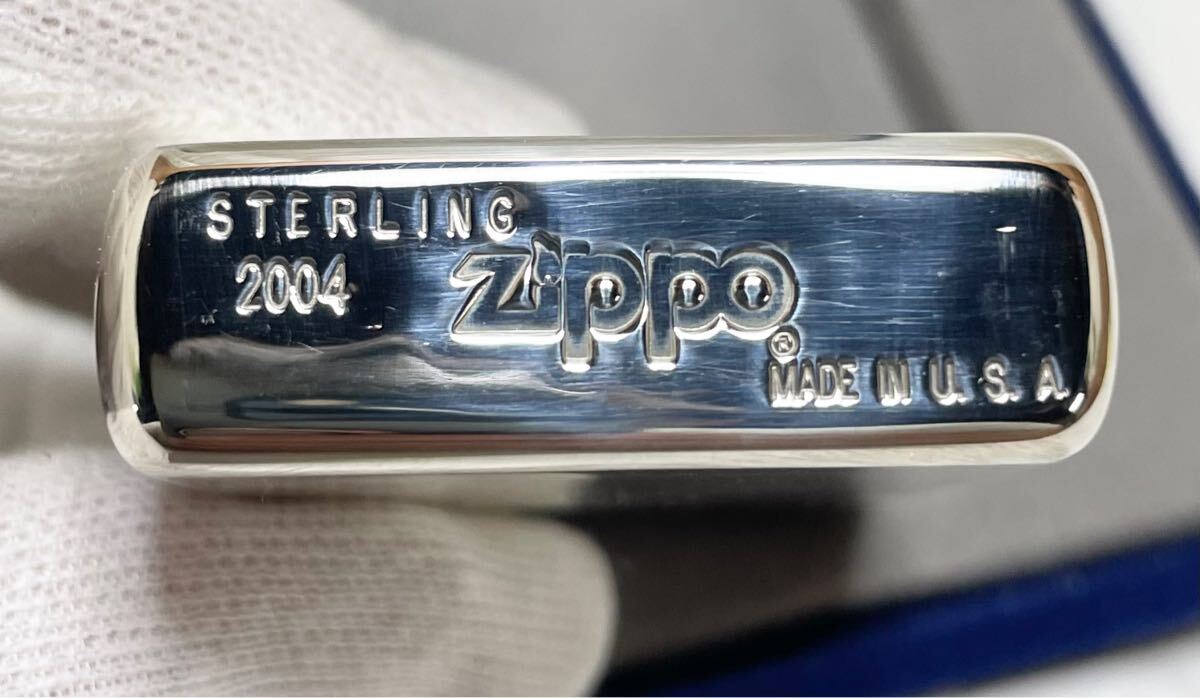 STERLING
2004
Zippo®
MADE IN U.S.A.